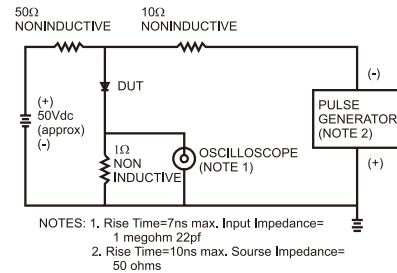 50Ω
NONINDUCTIVE
10Ω
NONINDUCTIVE
(+)
50Vdc
(approx)
(-)
DUT
1Ω
NON
INDUCTIVE
OSCILLOSCOPE
(NOTE 1)
(-)
PULSE
GENERATOR
(NOTE 2)
(+)
NOTES: 1. Rise Time=7ns max. Input Impedance=
1 megohm 22pf
2. Rise Time=10ns max. Sourse Impedance=
50 ohms